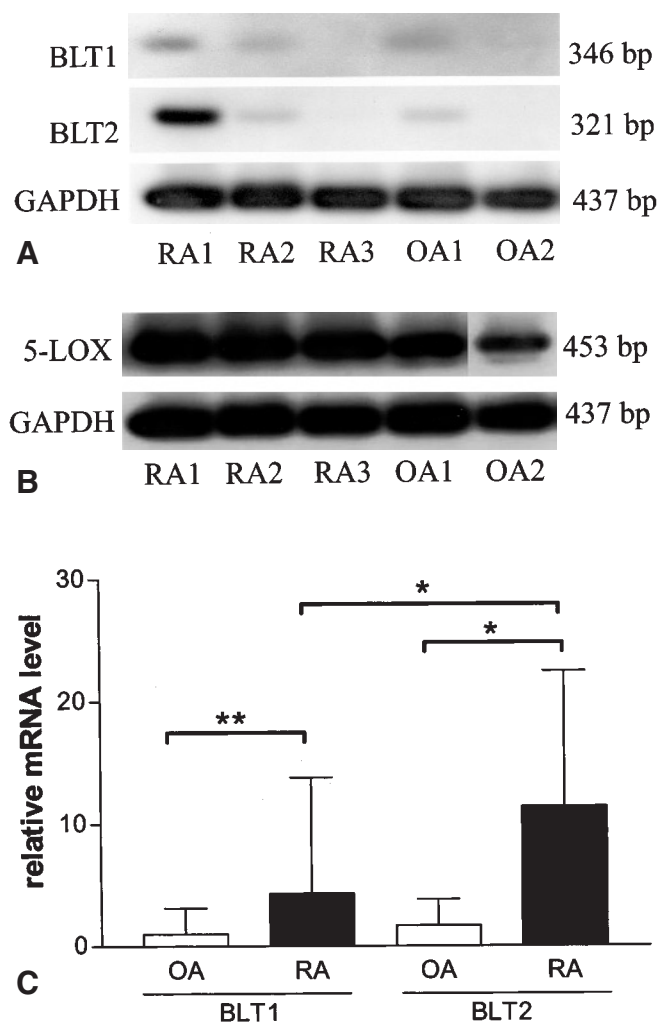 BLT1 346 bp
BLT2 321 bp
GAPDH 437 bp
A RA1 RA2 RA3 OA1 OA2
5-LOX 453 bp
GAPDH 437 bp
B RA1 RA2 RA3 OA1 OA2
30
*
*
20
**
10
0
relative mRNA level
OA RA OA RA
C BLT1 BLT2